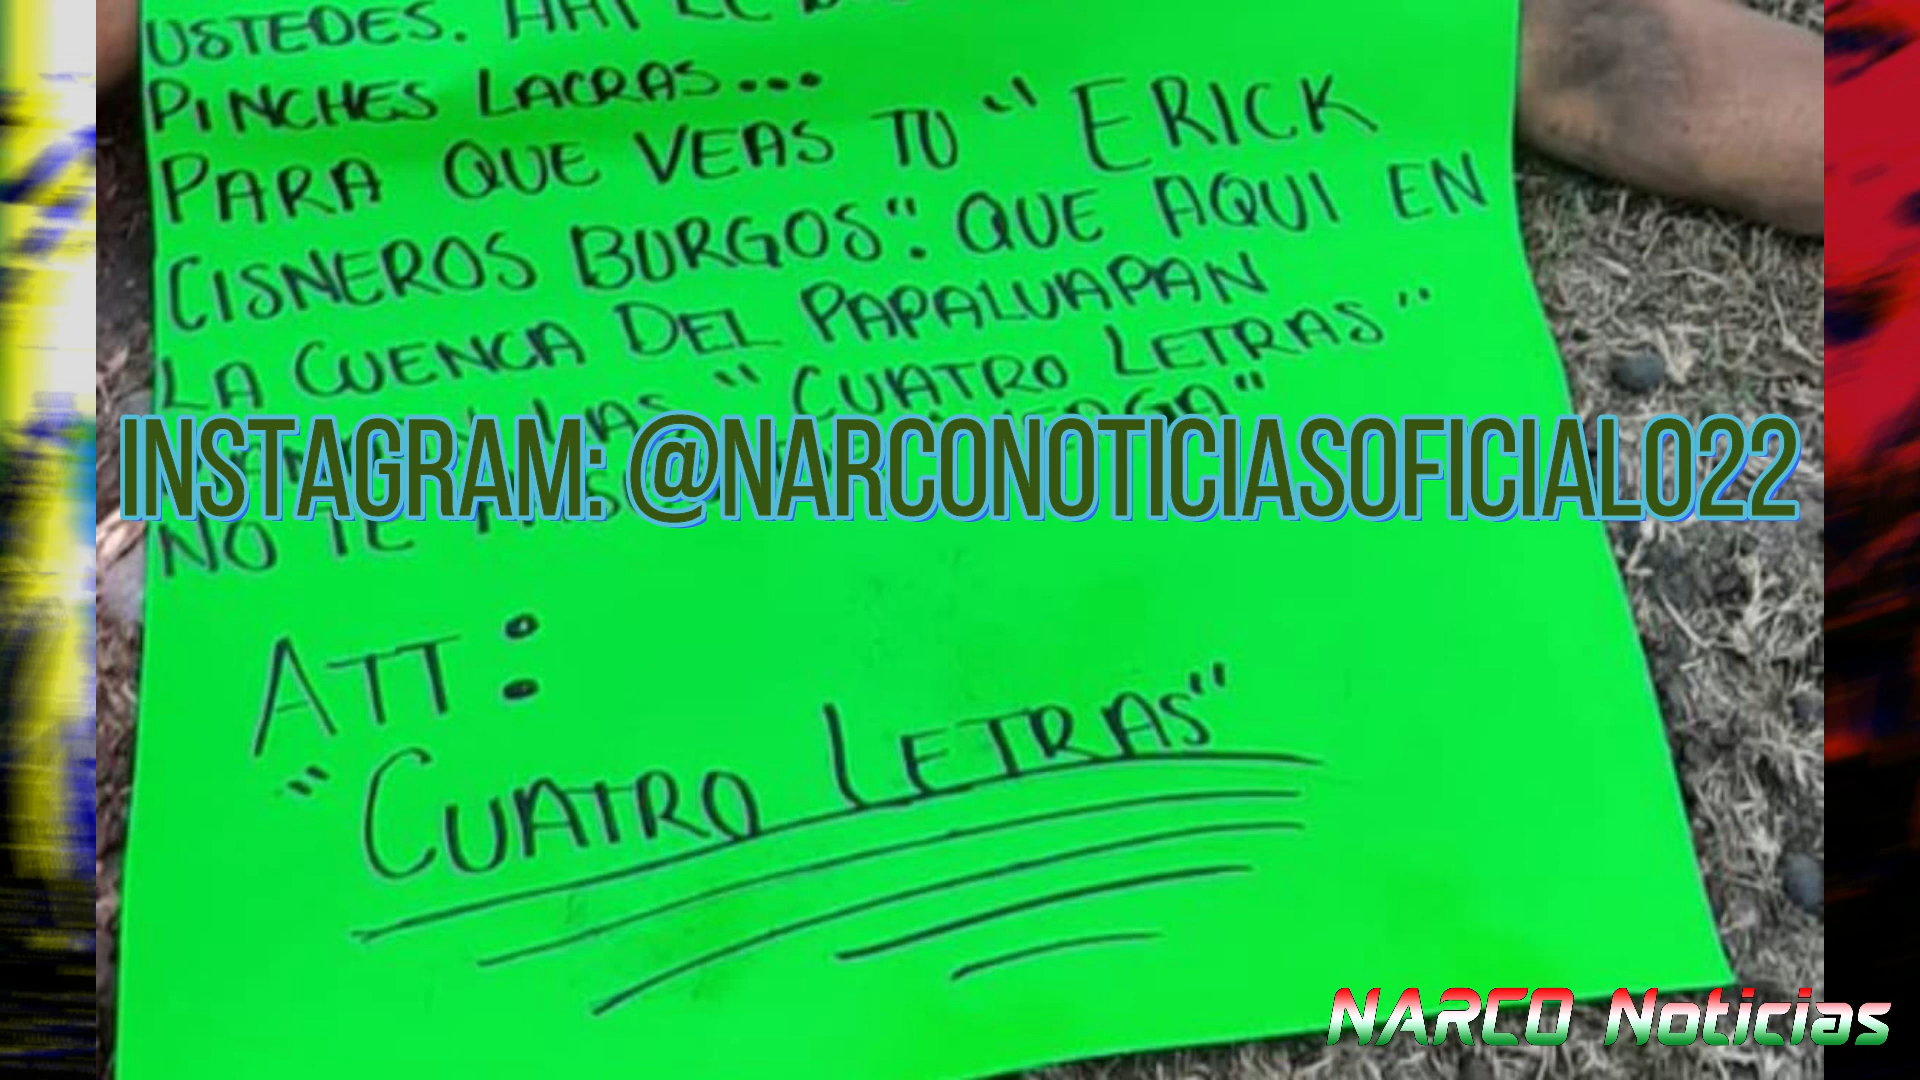 USTEDES.
PINCHES LACRAS...
PARA QUE VEAS TU "ERICK
CISNEROS BURGOS". QUE AQUI EN
LA CUENCA DEL PAPALUAPAN
LAS "CUATRO LETRAS"
INSTAGRAM: @NARCONOTICIASOFICIAL022
NO TE
ATT:
"CUATRO LETRAS"
NARCO Noticias